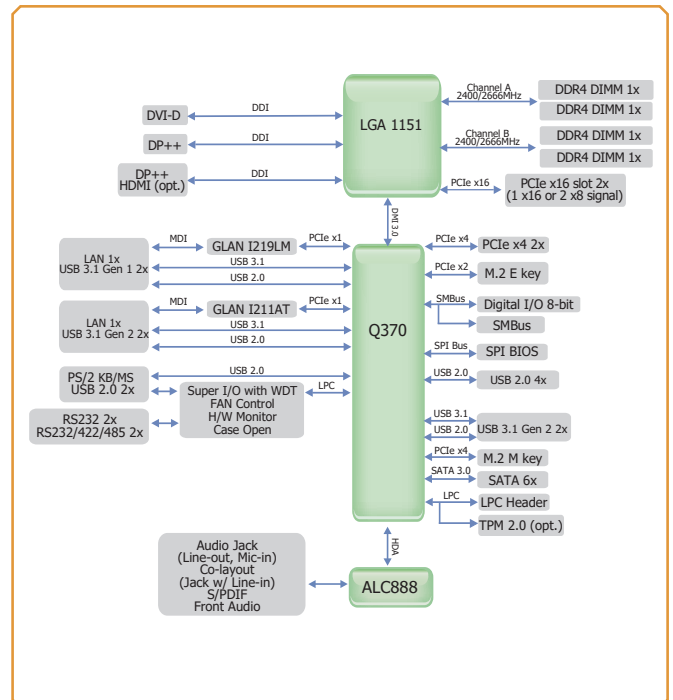 Channel A
2400/2666MHz
DDR4 DIMM 1x
DDR4 DIMM 1x
DVI-D
DDI
LGA 1151
Channel B
2400/2666MHz
DDR4 DIMM 1x
DDR4 DIMM 1x
DP++
DDI
DP++
HDMI (opt.)
DDI
PCIe x16
PCIe x16 slot 2x
(1 x16 or 2 x8 signal)
DMI 3.0
LAN 1x
USB 3.1 Gen 1 2x
MDI
GLAN I219LM
PCIe x1
USB 3.1
USB 2.0
PCIe x4
PCIe x4 2x
PCIe x2
M.2 E key
LAN 1x
USB 3.1 Gen 2 2x
MDI
GLAN I211AT
PCIe x1
USB 3.1
USB 2.0
Q370
SMBus
Digital I/O 8-bit
SMBus
SPI Bus
SPI BIOS
PS/2 KB/MS
USB 2.0 2x
USB 2.0
Super I/O with WDT
FAN Control
H/W Monitor
Case Open
LPC
USB 2.0
USB 2.0 4x
RS232 2x
RS232/422/485 2x
USB 3.1
USB 2.0
USB 3.1 Gen 2 2x
PCIe x4
M.2 M key
SATA 3.0
SATA 6x
LPC
LPC Header
TPM 2.0 (opt.)
HDA
Audio Jack
(Line-out, Mic-in)
Co-layout
(Jack w/ Line-in)
S/PDIF
Front Audio
ALC888